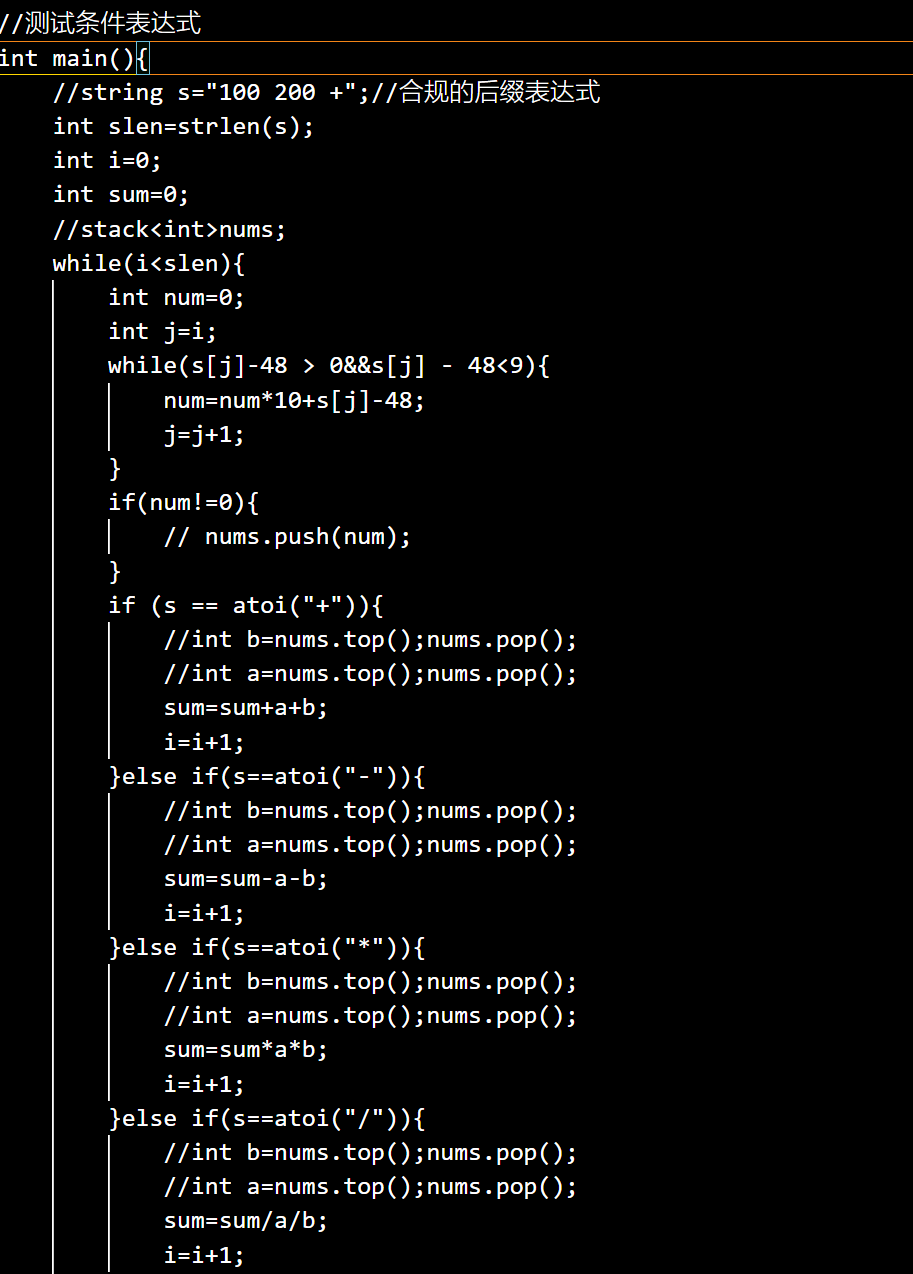 //测试条件表达式
int main(){
    //string s="100 200 +";//合规的后缀表达式
    int slen=strlen(s);
    int i=0;
    int sum=0;
    //stack<int>nums;
    while(i<slen){
        int num=0;
        int j=i;
        while(s[j]-48 > 0&&s[j] - 48<9){
            num=num*10+s[j]-48;
            j=j+1;
        }
        if(num!=0){
            // nums.push(num);
        }
        if (s == atoi("+")){
            //int b=nums.top();nums.pop();
            //int a=nums.top();nums.pop();
            sum=sum+a+b;
            i=i+1;
        }else if(s==atoi("-")){
            //int b=nums.top();nums.pop();
            //int a=nums.top();nums.pop();
            sum=sum-a-b;
            i=i+1;
        }else if(s==atoi("*")){
            //int b=nums.top();nums.pop();
            //int a=nums.top();nums.pop();
            sum=sum*a*b;
            i=i+1;
        }else if(s==atoi("/")){
            //int b=nums.top();nums.pop();
            //int a=nums.top();nums.pop();
            sum=sum/a/b;
            i=i+1;